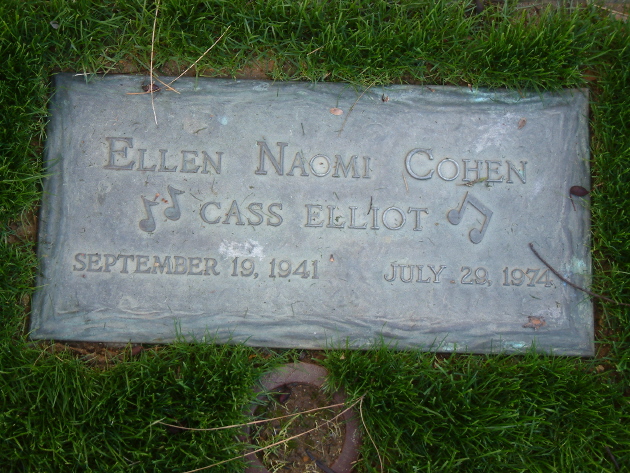 Ellen Naomi Cohen
CASS ELLIOT
SEPTEMBER 19, 1941 JULY 29, 1974